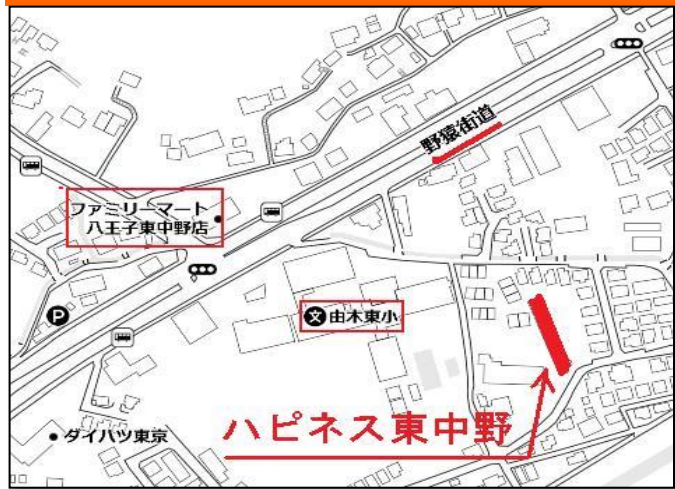 野猿街道
ファミリーマート
八王子東中野店
P
文 由木東小
ハピネス東中野
ダイハツ東京